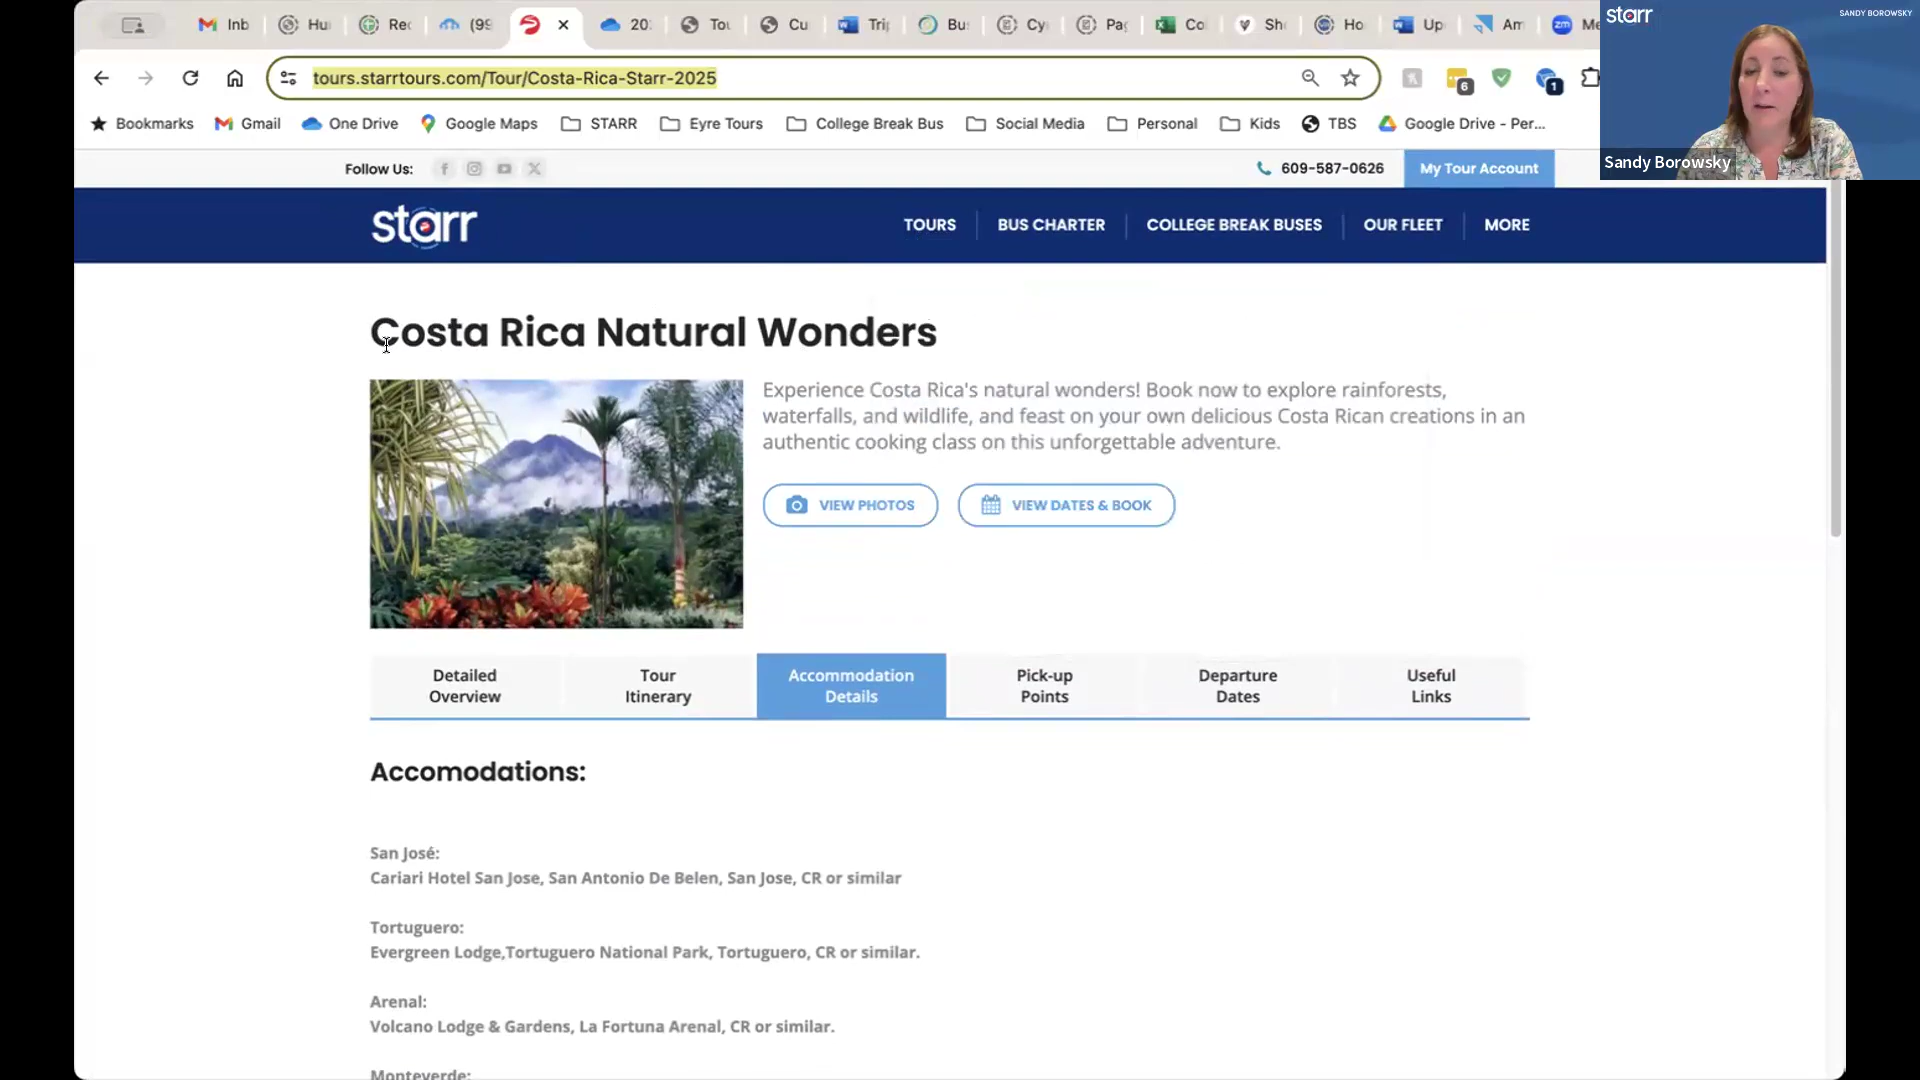 Inb
Hu
Rec
(99
20
Tou
Cu
Trip
Bu
Cy
Pag
Co
Sh
Ho
Up
Am
Me
tours.starrtours.com/Tour/Costa-Rica-Starr-2025
6
1
Bookmarks
Gmail
One Drive
Google Maps
STARR
Eyre Tours
College Break Bus
Social Media
Personal
Kids
TBS
Google Drive - Per...
starr
SANDY BOROWSKY
Sandy Borowsky
Follow Us:
609-587-0626
My Tour Account
starr
TOURS
BUS CHARTER
COLLEGE BREAK BUSES
OUR FLEET
MORE
Costa Rica Natural Wonders
Experience Costa Rica's natural wonders! Book now to explore rainforests,
waterfalls, and wildlife, and feast on your own delicious Costa Rican creations in an
authentic cooking class on this unforgettable adventure.
VIEW PHOTOS
VIEW DATES & BOOK
Detailed
Overview
Tour
Itinerary
Accommodation
Details
Pick-up
Points
Departure
Dates
Useful
Links
Accomodations:
San José:
Cariari Hotel San Jose, San Antonio De Belen, San Jose, CR or similar
Tortuguero:
Evergreen Lodge,Tortuguero National Park, Tortuguero, CR or similar.
Arenal:
Volcano Lodge & Gardens, La Fortuna Arenal, CR or similar.
Monteverde: